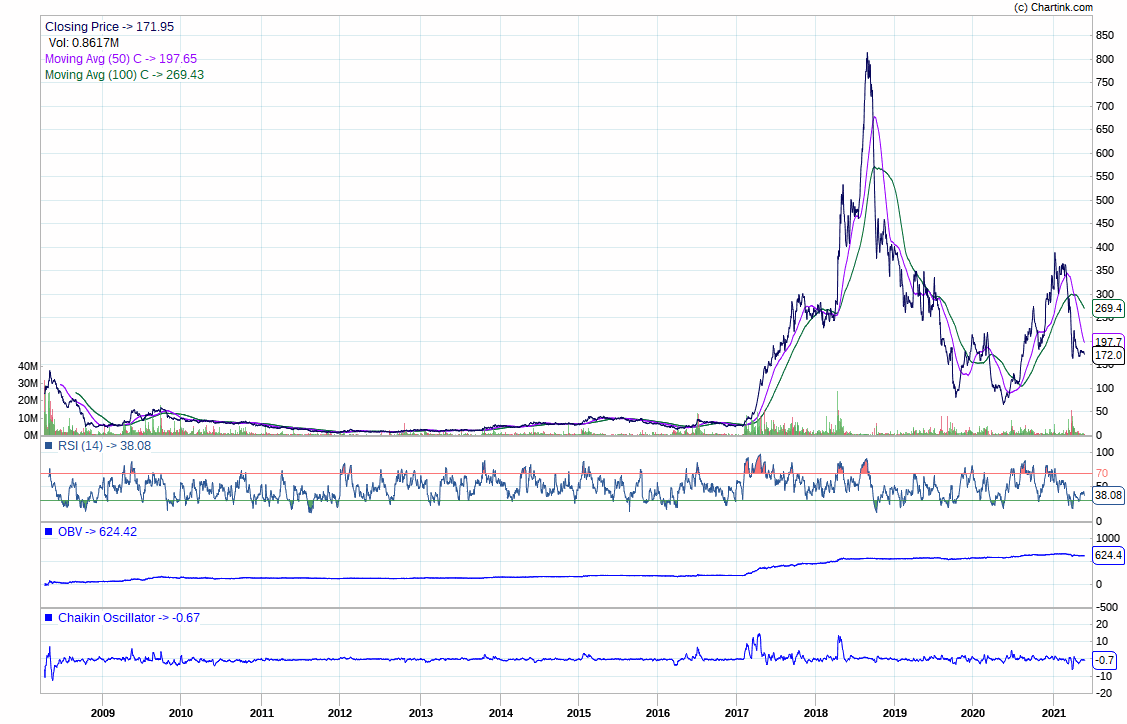 (c) Chartink.com
Closing Price -> 171.95
Vol: 0.8617M
Moving Avg (50) C -> 197.65
Moving Avg (100) C -> 269.43
850
800
750
700
650
600
550
500
450
400
350
300
269.4
250
197.7
172.0
150
100
50
0
40M
30M
20M
10M
0M
RSI (14) -> 38.08
100
70
50
38.08
0
OBV -> 624.42
1000
624.4
0
-500
Chaikin Oscillator -> -0.67
20
10
-0.7
-10
-20
2009 2010 2011 2012 2013 2014 2015 2016 2017 2018 2019 2020 2021